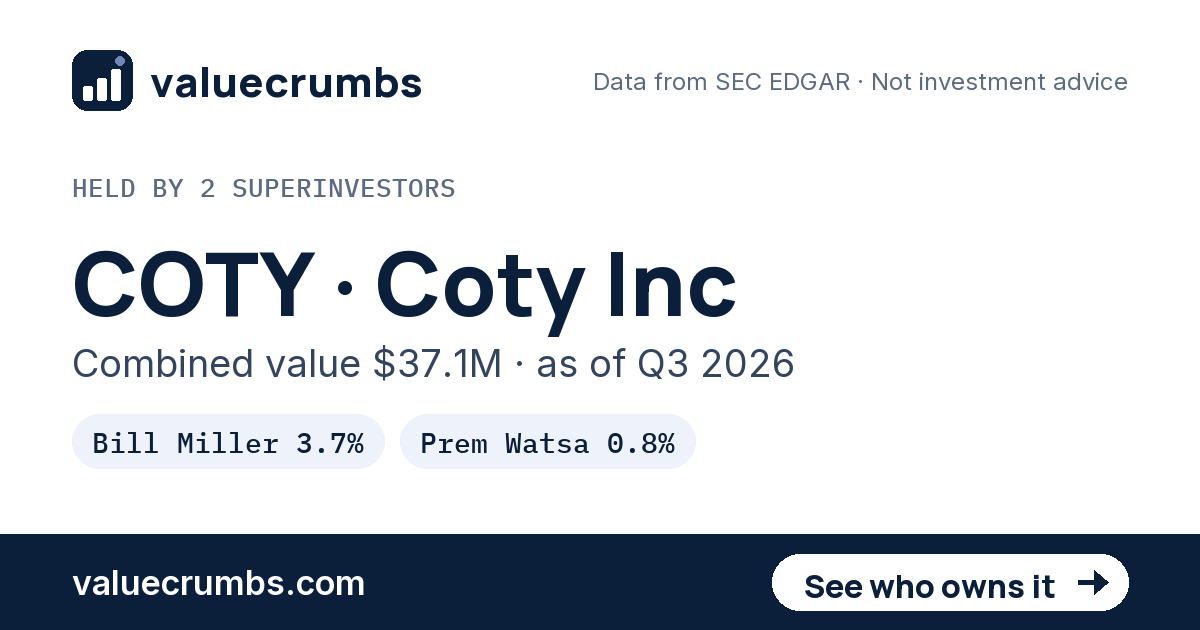 valuecrumbs
Data from SEC EDGAR · Not investment advice
HELD BY 2 SUPERINVESTORS
COTY · Coty Inc
Combined value $37.1M · as of Q3 2026
Bill Miller 3.7%
Prem Watsa 0.8%
valuecrumbs.com
See who owns it →